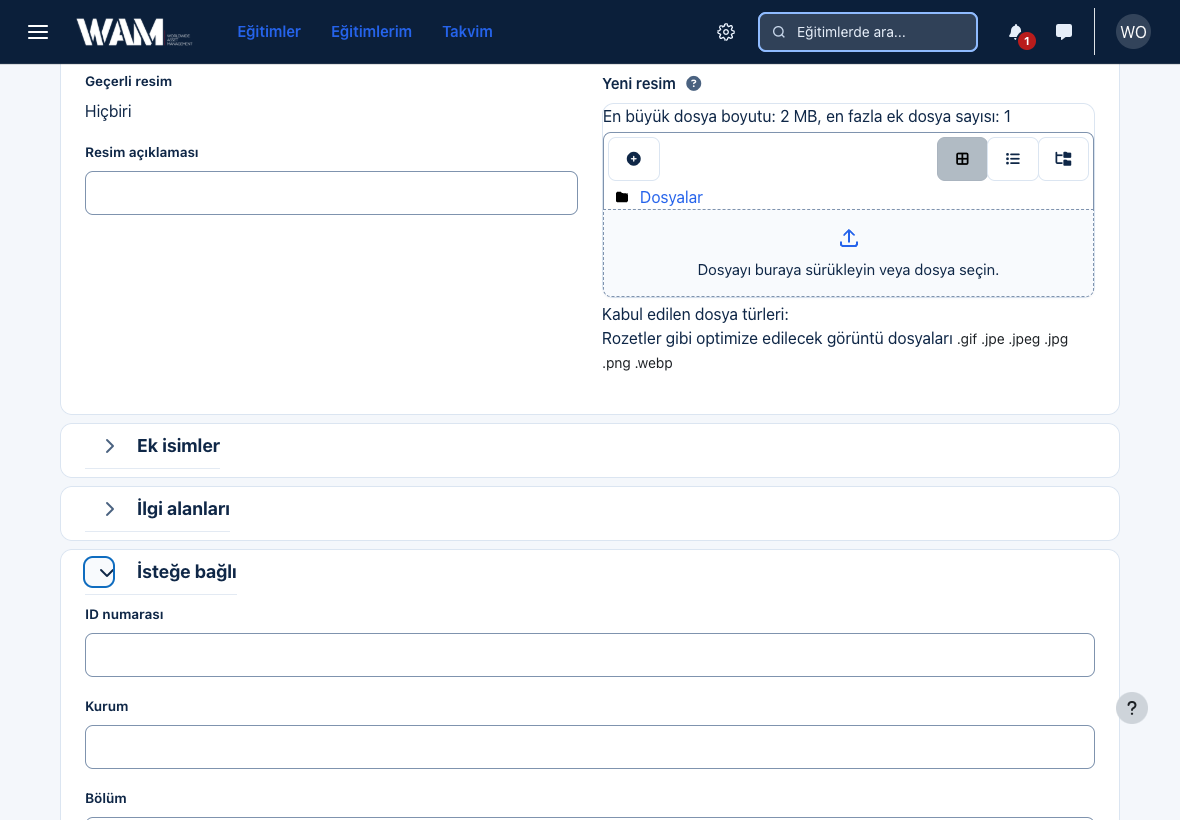 WAM
WORLDWIDE
ASSET
MANAGEMENT
Eğitimler
Eğitimlerim
Takvim
Eğitimlerde ara...
1
WO
Geçerli resim
Hiçbiri
Resim açıklaması
Yeni resim ?
En büyük dosya boyutu: 2 MB, en fazla ek dosya sayısı: 1
Dosyalar
Dosyayı buraya sürükleyin veya dosya seçin.
Kabul edilen dosya türleri:
Rozetler gibi optimize edilecek görüntü dosyaları .gif .jpe .jpeg .jpg
.png .webp
Ek isimler
İlgi alanları
İsteğe bağlı
ID numarası
Kurum
Bölüm
?